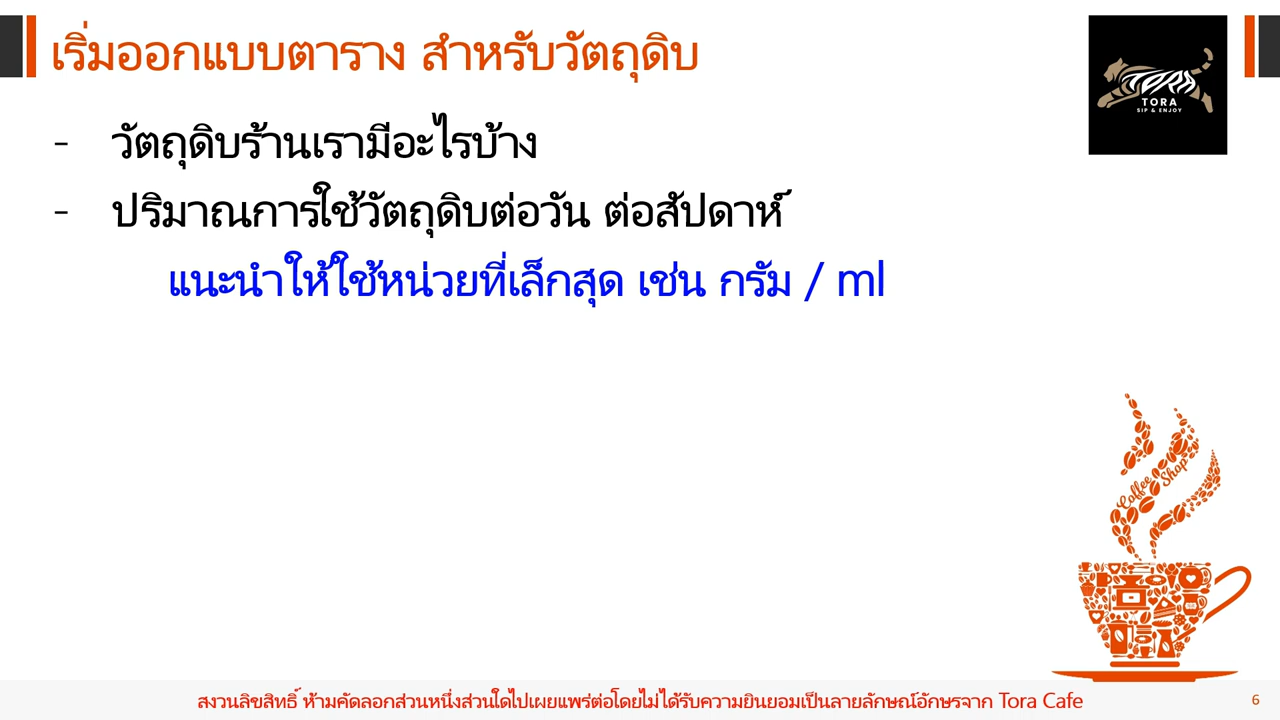 เริ่มออกแบบตาราง สำหรับวัตถุดิบ
TORA
TORA
SIP & ENJOY
- วัตถุดิบร้านเรามีอะไรบ้าง
- ปริมาณการใช้วัตถุดิบต่อวัน ต่อสัปดาห์
แนะนำให้ใช้หน่วยที่เล็กสุด เช่น กรัม / ml
Coffee Shop
สงวนลิขสิทธิ์ ห้ามคัดลอกส่วนหนึ่งส่วนใดไปเผยแพร่ต่อโดยไม่ได้รับความยินยอมเป็นลายลักษณ์อักษรจาก Tora Cafe
6